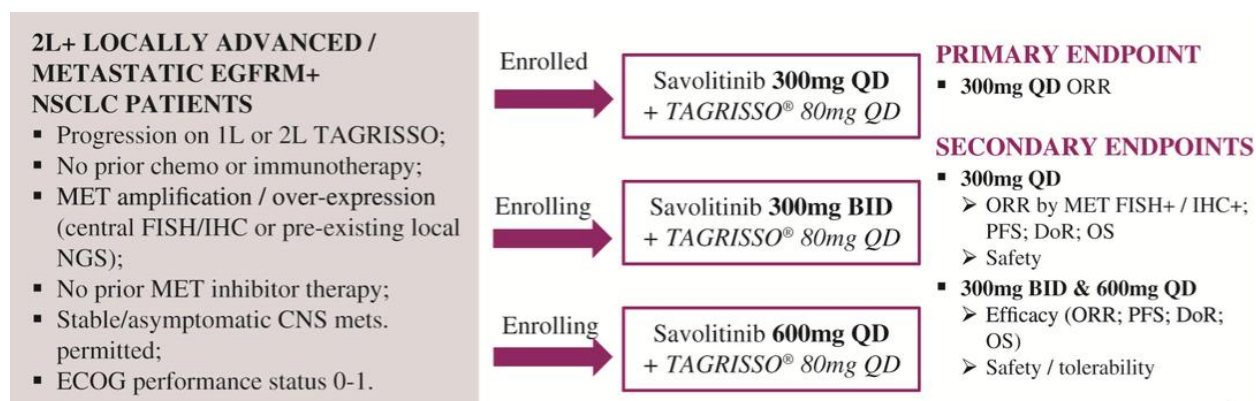 2L+ LOCALLY ADVANCED /
METASTATIC EGFRM+
NSCLC PATIENTS
▪ Progression on 1L or 2L TAGRISSO;
▪ No prior chemo or immunotherapy;
▪ MET amplification / over-expression
(central FISH/IHC or pre-existing local
NGS);
▪ No prior MET inhibitor therapy;
▪ Stable/asymptomatic CNS mets.
permitted;
▪ ECOG performance status 0-1.
Enrolled
Savolitinib 300mg QD
+ TAGRISSO® 80mg QD
Enrolling
Savolitinib 300mg BID
+ TAGRISSO® 80mg QD
Enrolling
Savolitinib 600mg QD
+ TAGRISSO® 80mg QD
PRIMARY ENDPOINT
▪ 300mg QD ORR
SECONDARY ENDPOINTS
▪ 300mg QD
➢ ORR by MET FISH+ / IHC+;
PFS; DoR; OS
➢ Safety
▪ 300mg BID & 600mg QD
➢ Efficacy (ORR; PFS; DoR;
OS)
➢ Safety / tolerability